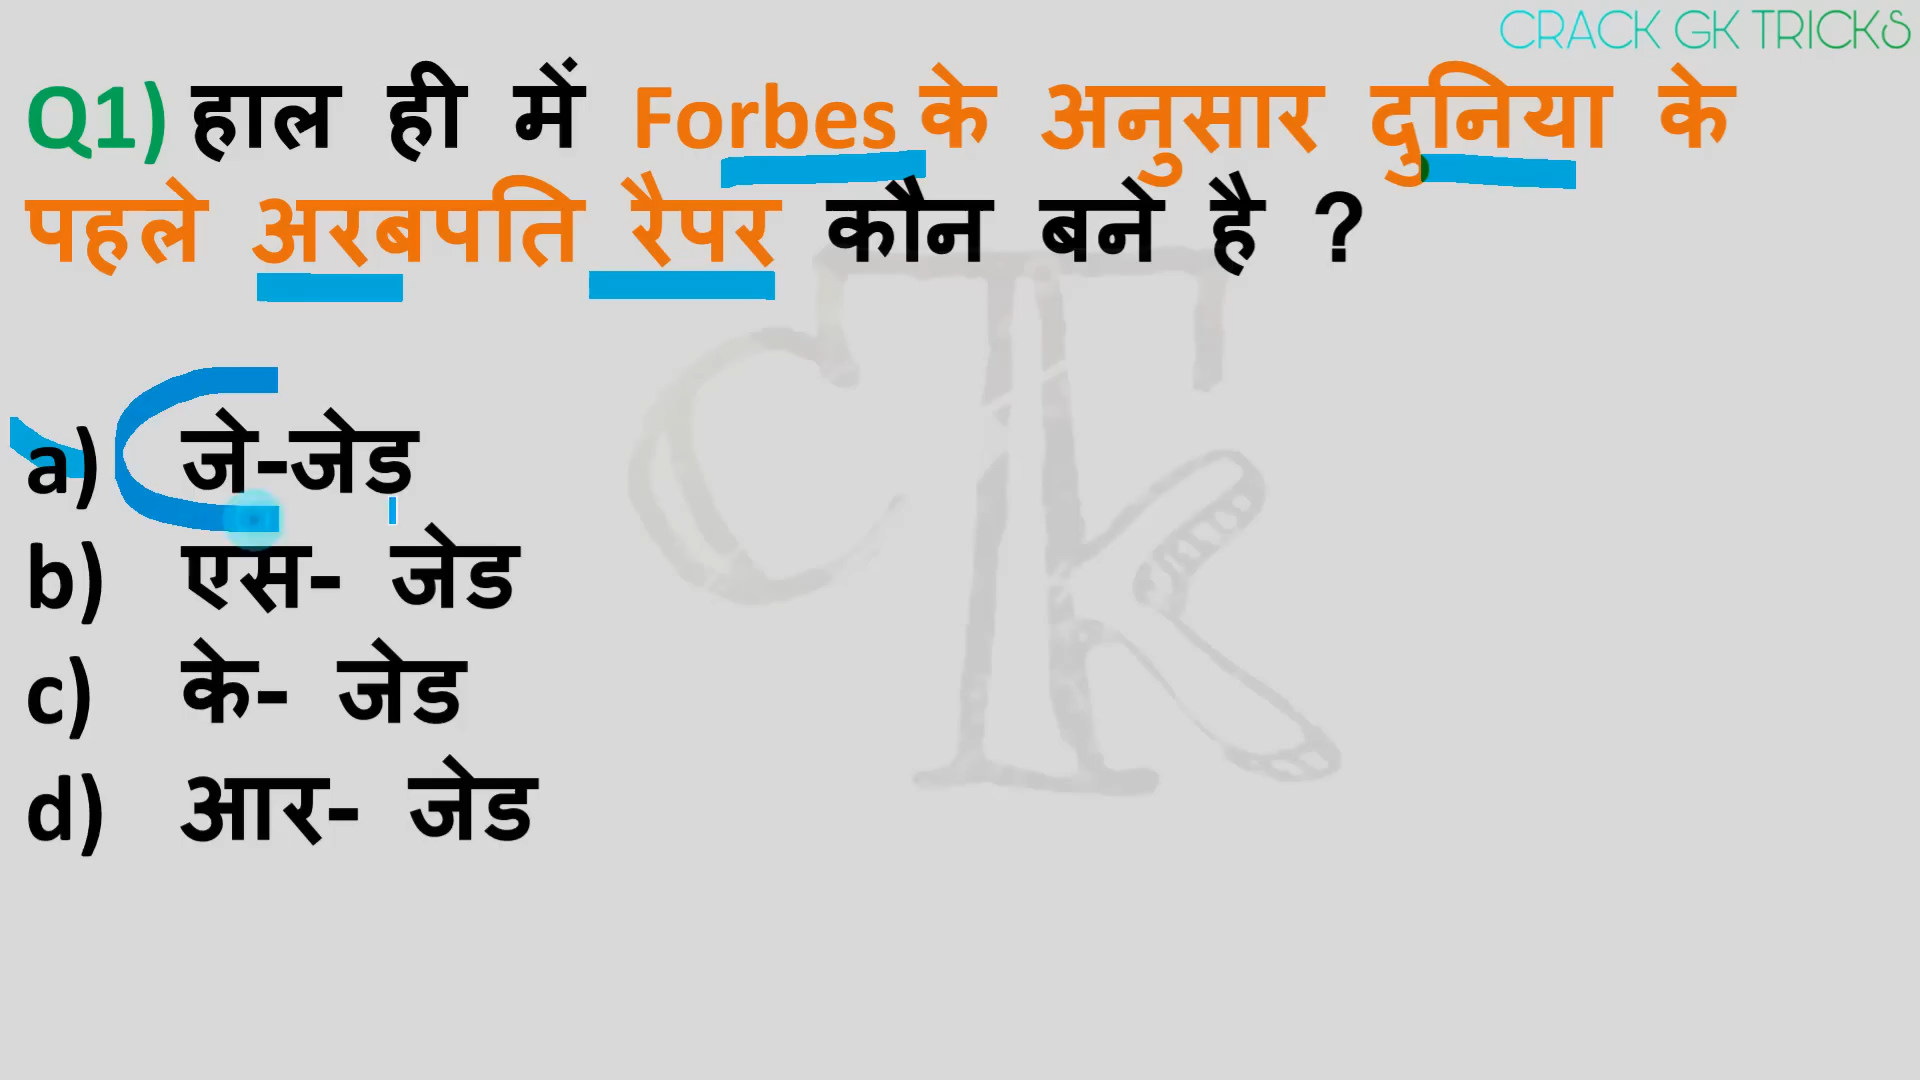 CRACK GK TRICKS
Q1) हाल ही में Forbes के अनुसार दुनिया के
पहले अरबपति रैपर कौन बने है ?
a) जे-जेड
b) एस- जेड
c) के- जेड
d) आर- जेड